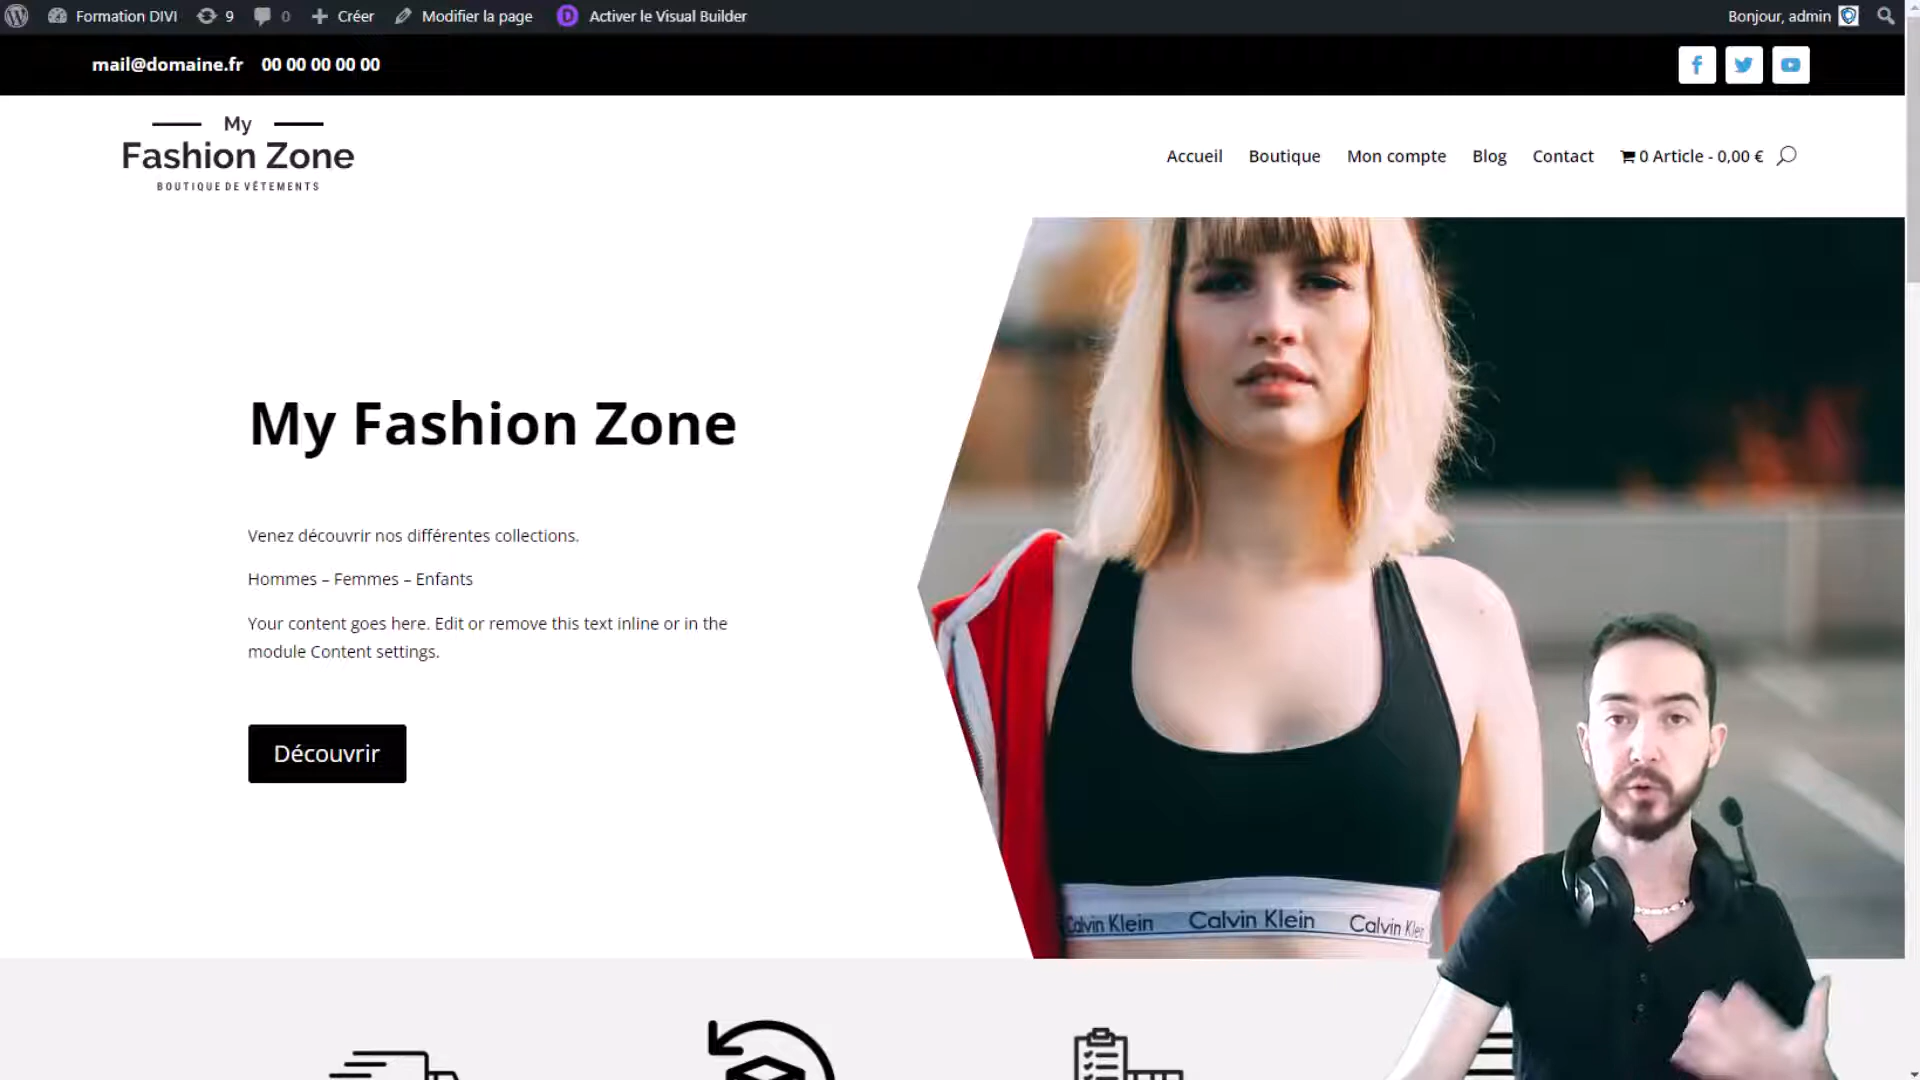 Formation DIVI 9 0 Créer Modifier la page Activer le Visual Builder Bonjour, admin
mail@domaine.fr 00 00 00 00 00
My
Fashion Zone
BOUTIQUE DE VÊTEMENTS
Accueil Boutique Mon compte Blog Contact 0 Article - 0,00 €
My Fashion Zone
Venez découvrir nos différentes collections.
Hommes – Femmes – Enfants
Your content goes here. Edit or remove this text inline or in the
module Content settings.
Découvrir
Calvin Klein Calvin Klein Calvin Klein